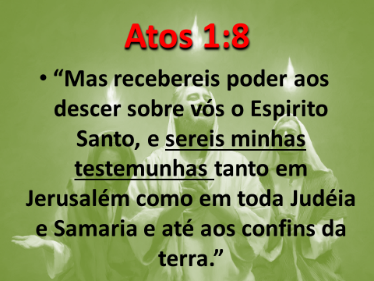 Atos 1:8
• “Mas recebereis poder aos
descer sobre vós o Espirito
Santo, e sereis minhas
testemunhas tanto em
Jerusalém como em toda Judéia
e Samaria e até aos confins da
terra.”